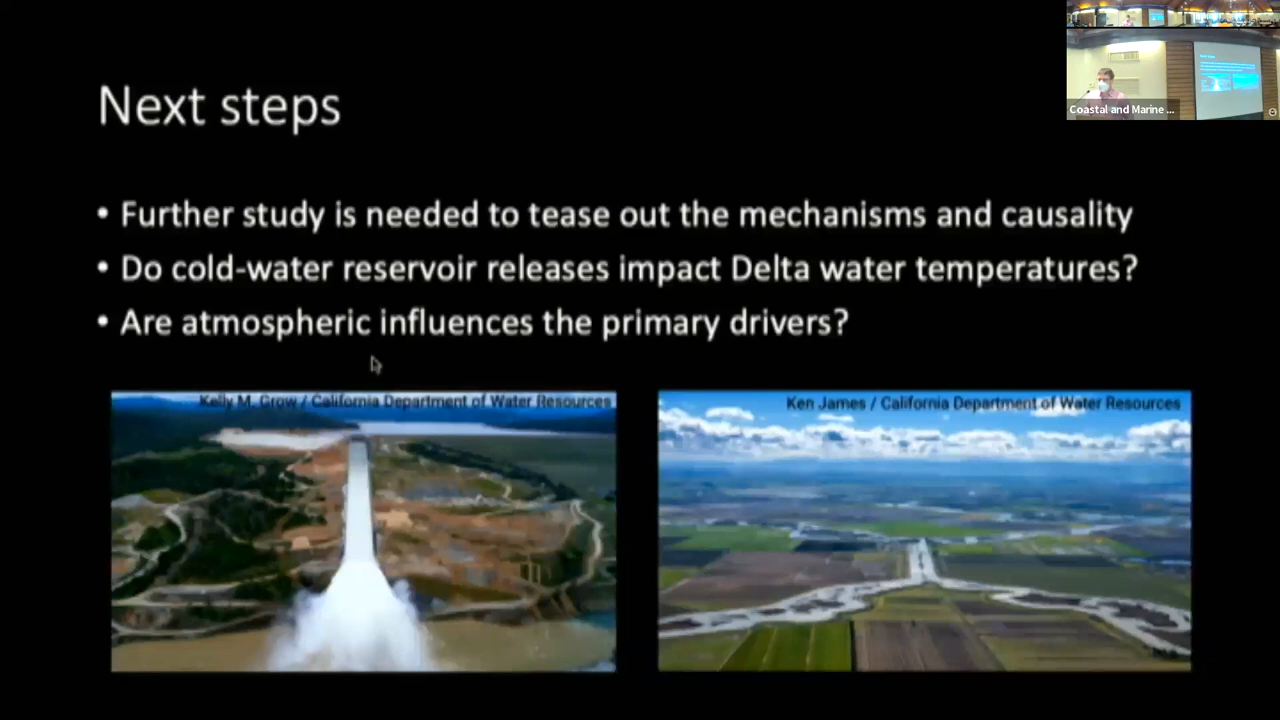 Next steps
• Further study is needed to tease out the mechanisms and causality
• Do cold-water reservoir releases impact Delta water temperatures?
• Are atmospheric influences the primary drivers?
Kelly M. Grow / California Department of Water Resources
Ken James / California Department of Water Resources
Coastal and Marine ...